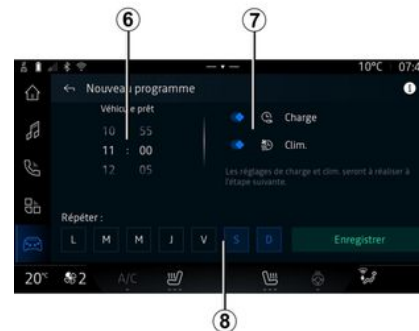 6 7
10°C 07:4
Nouveau programme
Véhicule prêt
10 55
11 : 00
12 05
Charge
Clim.
Les réglages de charge et clim. seront à réaliser à
l'étape suivante.
Répéter :
L M M J V S D
Enregistrer
20°C 2 A/C
8